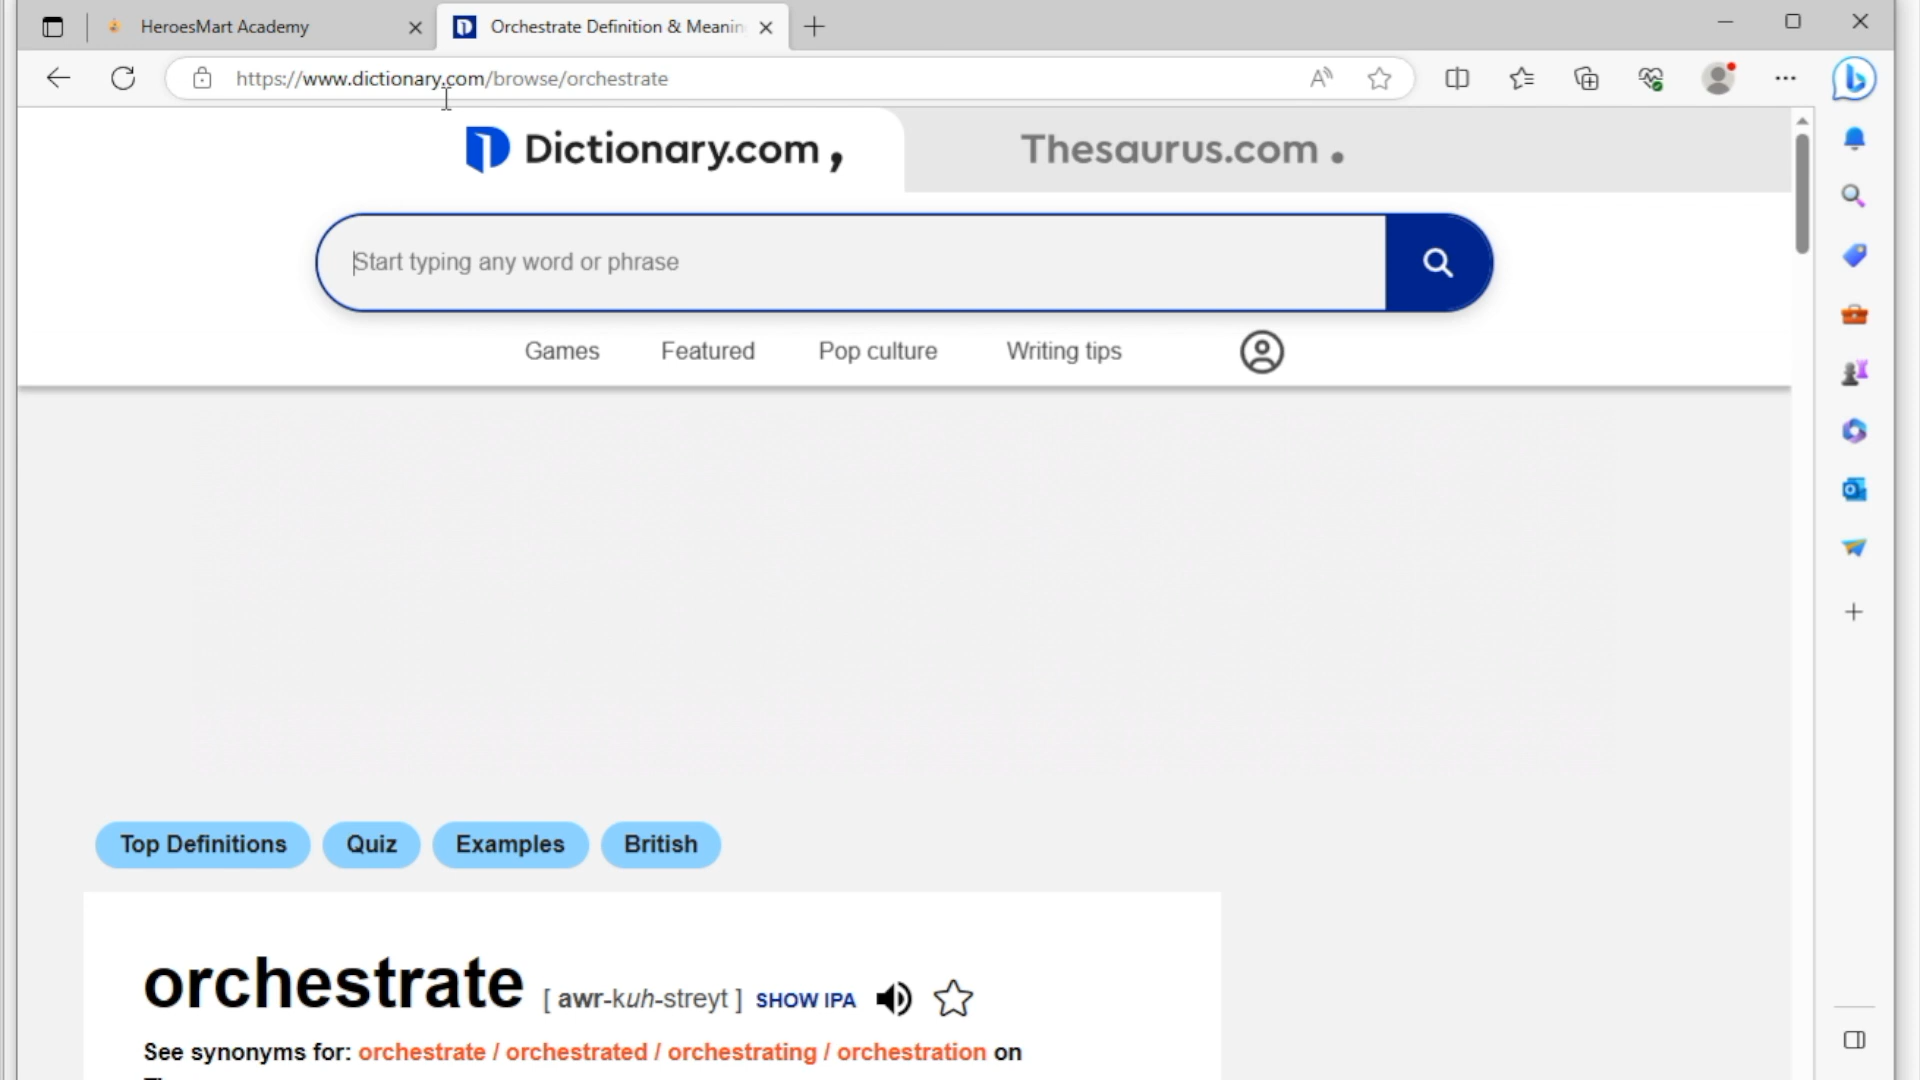 HeroesMart Academy
Orchestrate Definition & Meanin
https://www.dictionary.com/browse/orchestrate
Dictionary.com,
Thesaurus.com .
Start typing any word or phrase
Games Featured Pop culture Writing tips
Top Definitions Quiz Examples British
orchestrate [ awr-kuh-streyt ] SHOW IPA
See synonyms for: orchestrate / orchestrated / orchestrating / orchestration on